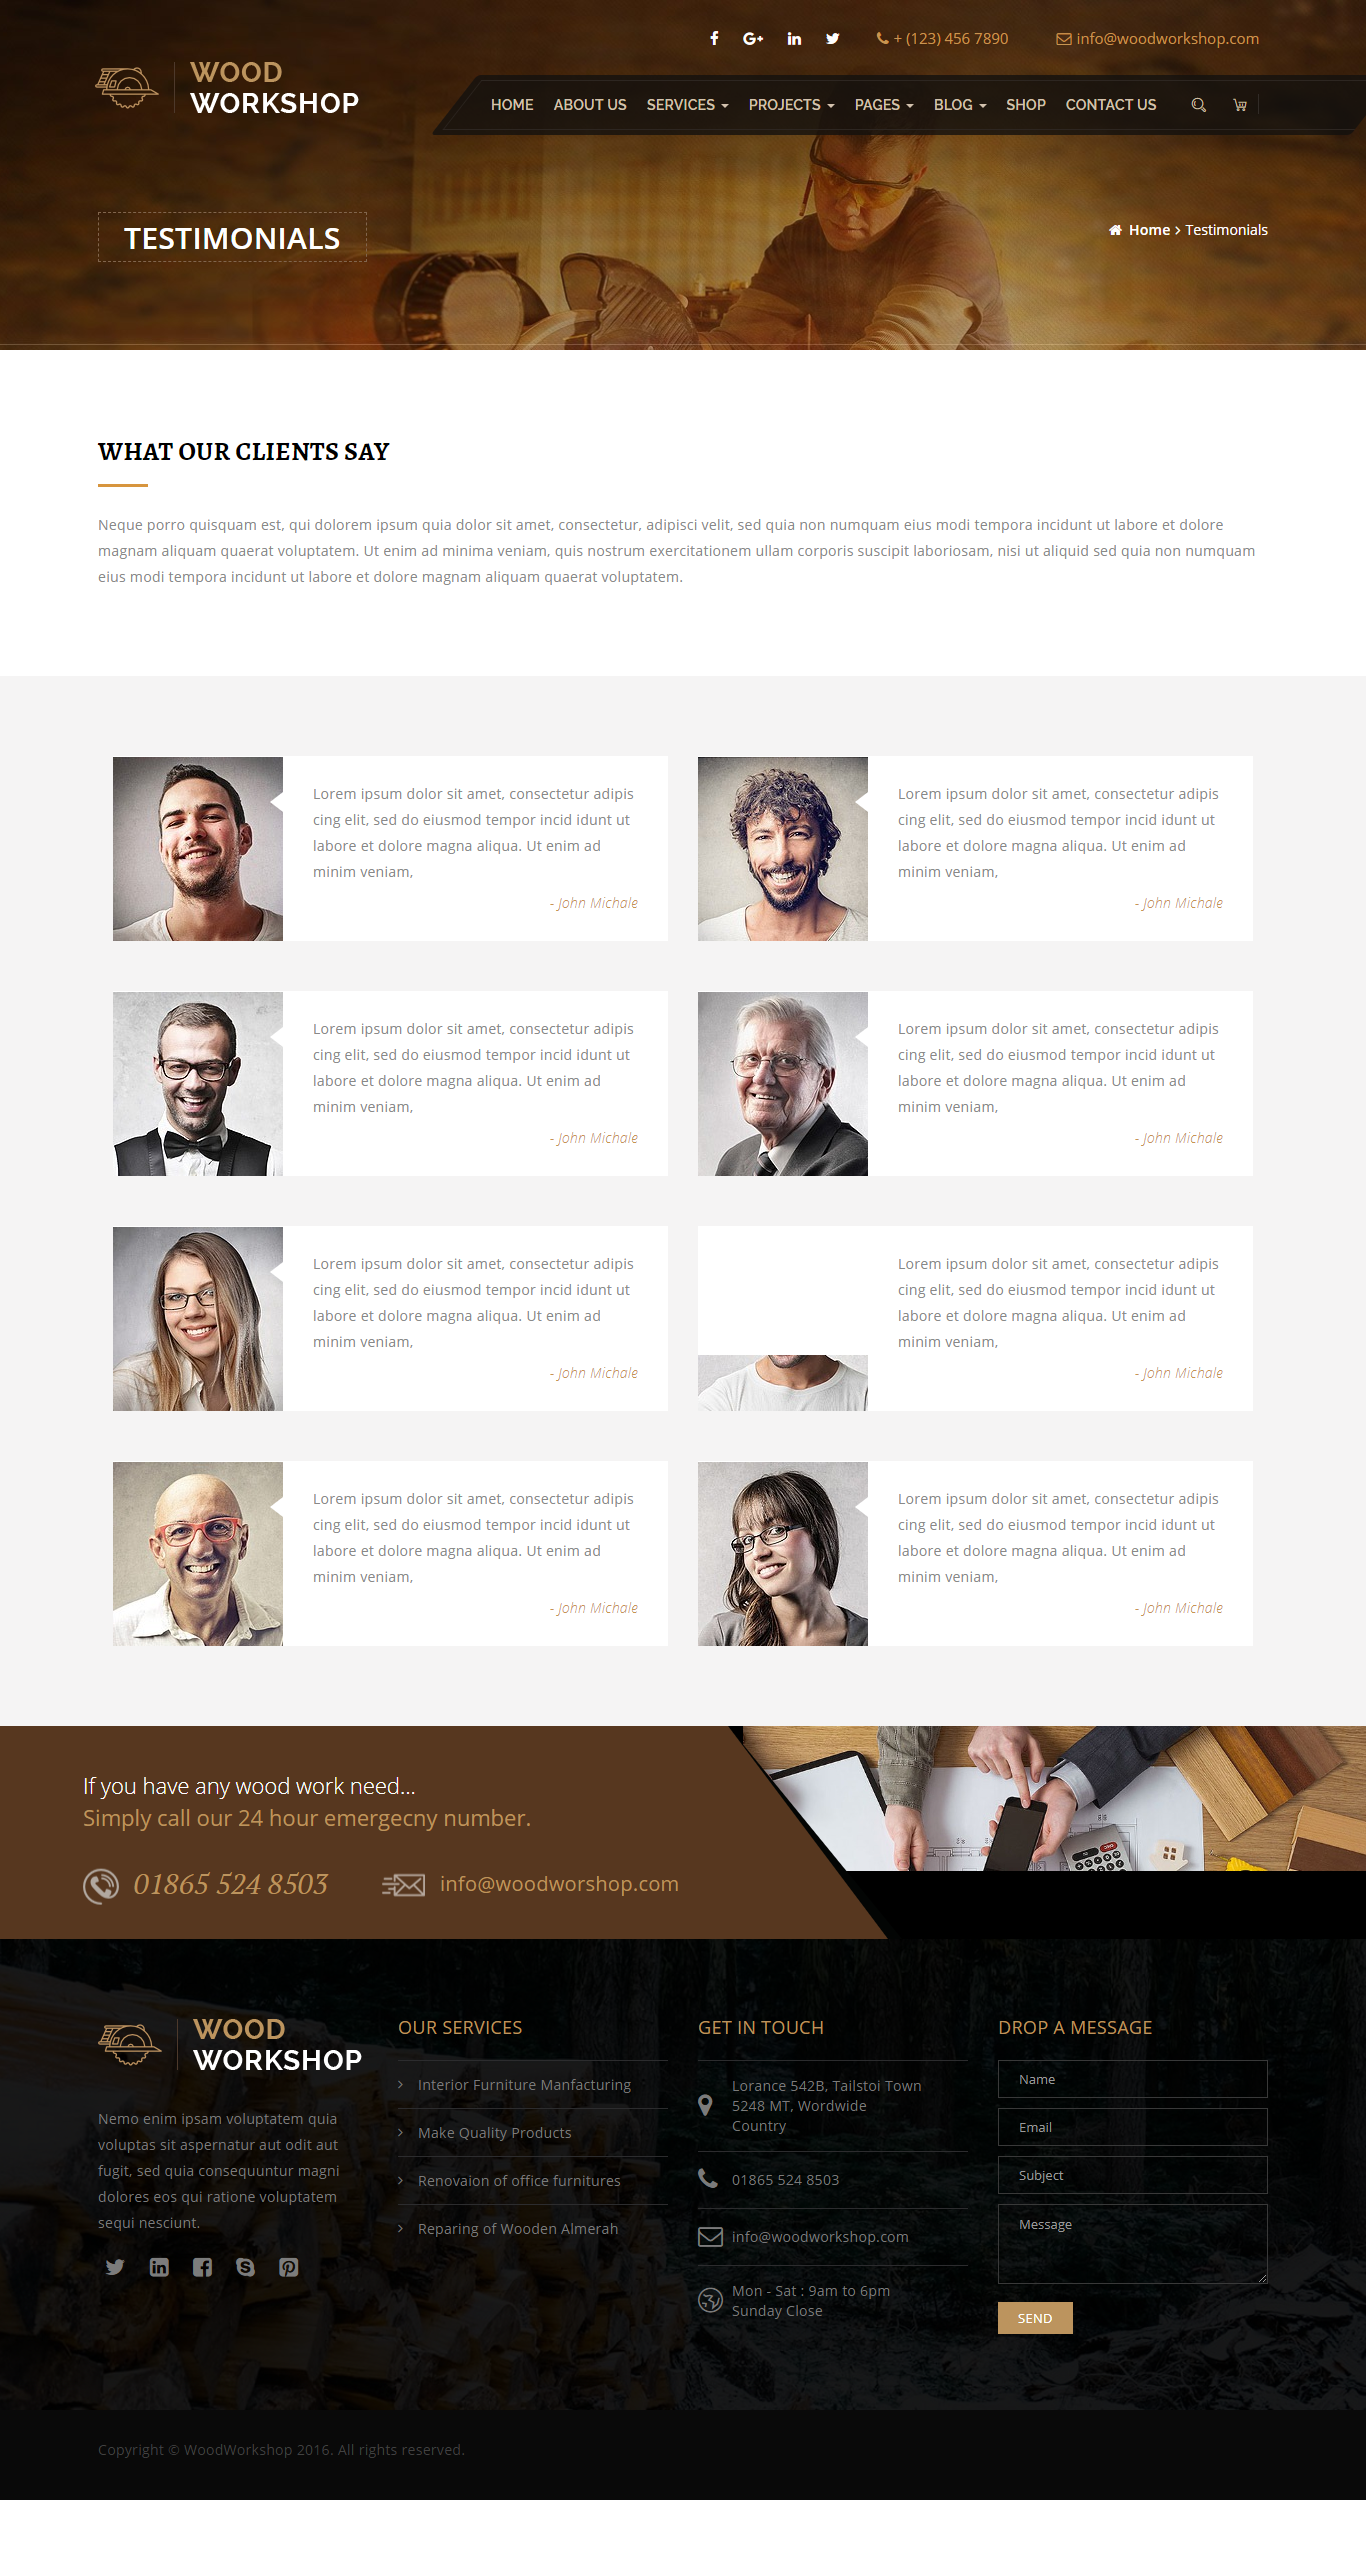 + (123) 456 7890
info@woodworkshop.com
WOOD
WORKSHOP
HOME ABOUT US SERVICES PROJECTS PAGES BLOG SHOP CONTACT US
TESTIMONIALS
Home > Testimonials
WHAT OUR CLIENTS SAY
Neque porro quisquam est, qui dolorem ipsum quia dolor sit amet, consectetur, adipisci velit, sed quia non numquam eius modi tempora incidunt ut labore et dolore
magnam aliquam quaerat voluptatem. Ut enim ad minima veniam, quis nostrum exercitationem ullam corporis suscipit laboriosam, nisi ut aliquid sed quia non numquam
eius modi tempora incidunt ut labore et dolore magnam aliquam quaerat voluptatem.
Lorem ipsum dolor sit amet, consectetur adipis
cing elit, sed do eiusmod tempor incid idunt ut
labore et dolore magna aliqua. Ut enim ad
minim veniam,
- John Michale
Lorem ipsum dolor sit amet, consectetur adipis
cing elit, sed do eiusmod tempor incid idunt ut
labore et dolore magna aliqua. Ut enim ad
minim veniam,
- John Michale
Lorem ipsum dolor sit amet, consectetur adipis
cing elit, sed do eiusmod tempor incid idunt ut
labore et dolore magna aliqua. Ut enim ad
minim veniam,
- John Michale
Lorem ipsum dolor sit amet, consectetur adipis
cing elit, sed do eiusmod tempor incid idunt ut
labore et dolore magna aliqua. Ut enim ad
minim veniam,
- John Michale
Lorem ipsum dolor sit amet, consectetur adipis
cing elit, sed do eiusmod tempor incid idunt ut
labore et dolore magna aliqua. Ut enim ad
minim veniam,
- John Michale
Lorem ipsum dolor sit amet, consectetur adipis
cing elit, sed do eiusmod tempor incid idunt ut
labore et dolore magna aliqua. Ut enim ad
minim veniam,
- John Michale
Lorem ipsum dolor sit amet, consectetur adipis
cing elit, sed do eiusmod tempor incid idunt ut
labore et dolore magna aliqua. Ut enim ad
minim veniam,
- John Michale
Lorem ipsum dolor sit amet, consectetur adipis
cing elit, sed do eiusmod tempor incid idunt ut
labore et dolore magna aliqua. Ut enim ad
minim veniam,
- John Michale
If you have any wood work need...
Simply call our 24 hour emergecny number.
01865 524 8503
info@woodworshop.com
WOOD
WORKSHOP
Nemo enim ipsam voluptatem quia
voluptas sit aspernatur aut odit aut
fugit, sed quia consequuntur magni
dolores eos qui ratione voluptatem
sequi nesciunt.
OUR SERVICES
Interior Furniture Manfacturing
Make Quality Products
Renovaion of office furnitures
Reparing of Wooden Almerah
GET IN TOUCH
Lorance 542B, Tailstoi Town
5248 MT, Wordwide
Country
01865 524 8503
info@woodworkshop.com
Mon - Sat : 9am to 6pm
Sunday Close
DROP A MESSAGE
Name
Email
Subject
Message
SEND
Copyright © WoodWorkshop 2016. All rights reserved.